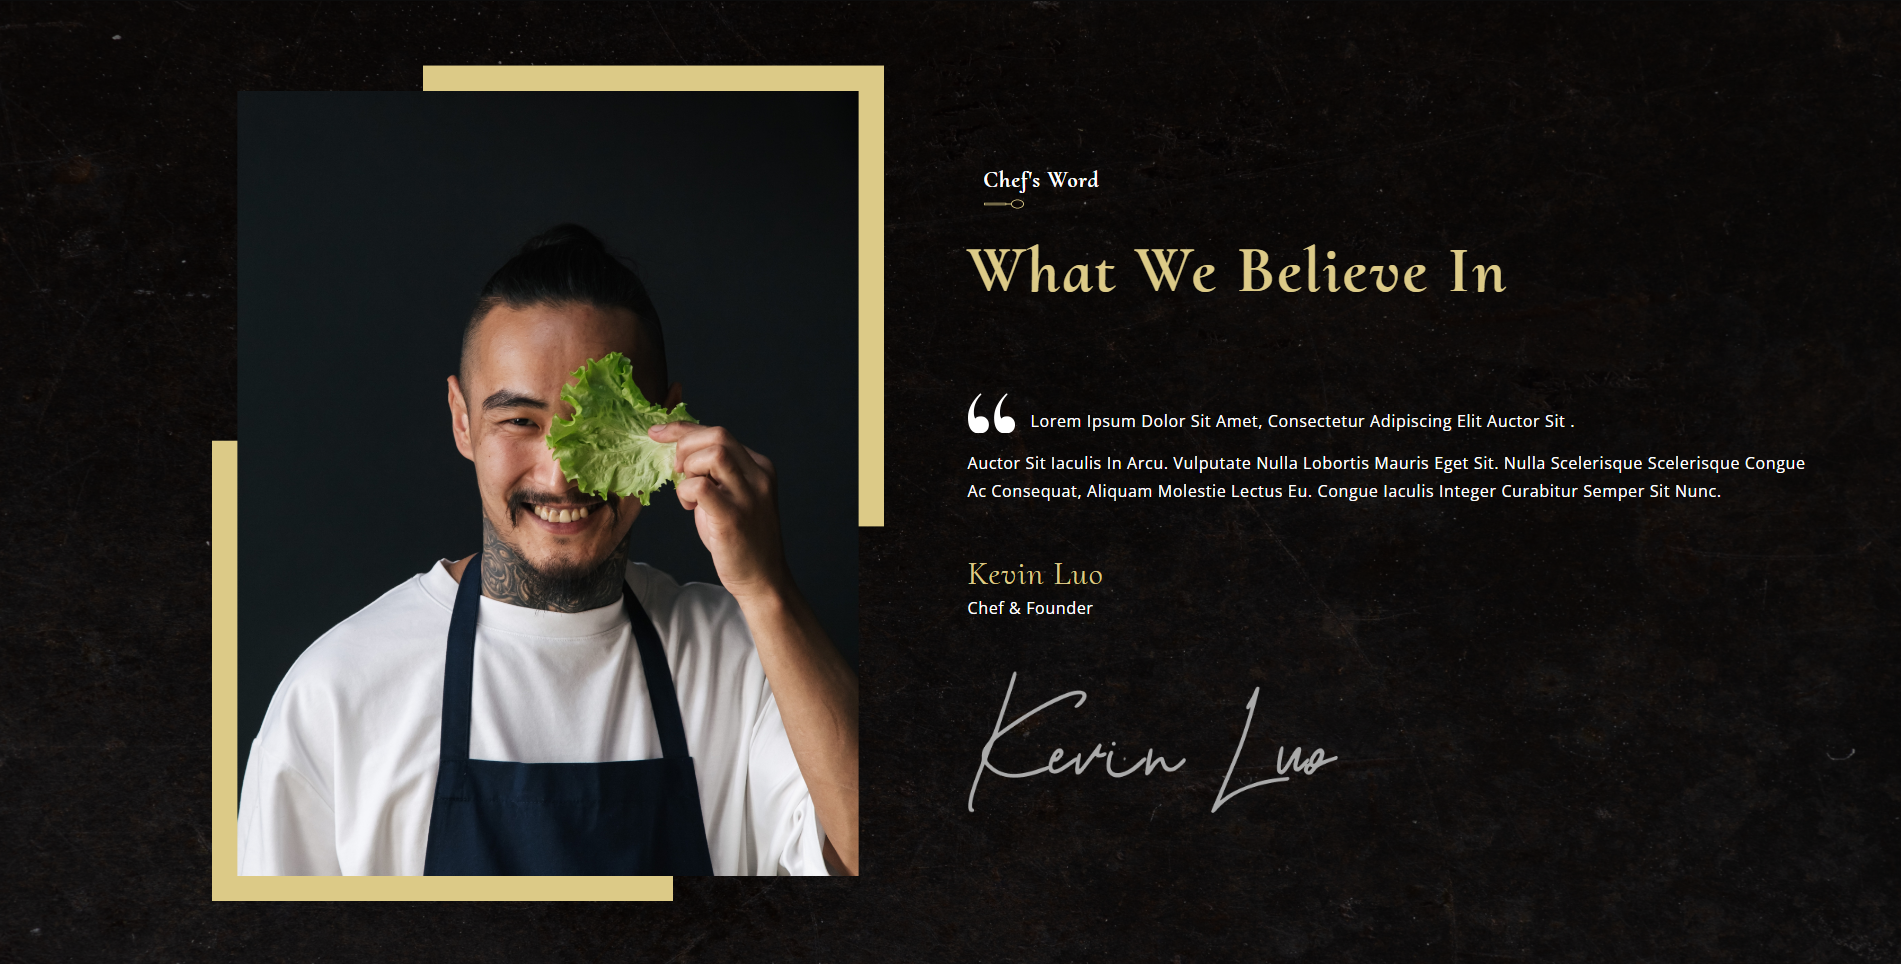 Chef's Word
What We Believe In
“ Lorem Ipsum Dolor Sit Amet, Consectetur Adipiscing Elit Auctor Sit .
Auctor Sit Iaculis In Arcu. Vulputate Nulla Lobortis Mauris Eget Sit. Nulla Scelerisque Scelerisque Congue
Ac Consequat, Aliquam Molestie Lectus Eu. Congue Iaculis Integer Curabitur Semper Sit Nunc.
Kevin Luo
Chef & Founder
Kevin Luo